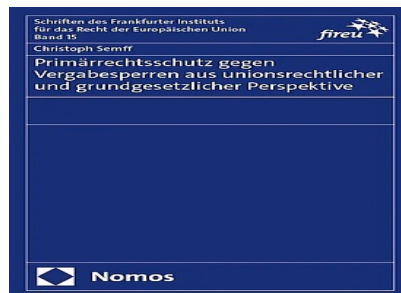 Schriften des Frankfurter Instituts
für das Recht der Europäischen Union
Band 15
fireu
Christoph Semff
Primärrechtsschutz gegen
Vergabesperren aus unionsrechtlicher
und grundgesetzlicher Perspektive
Nomos